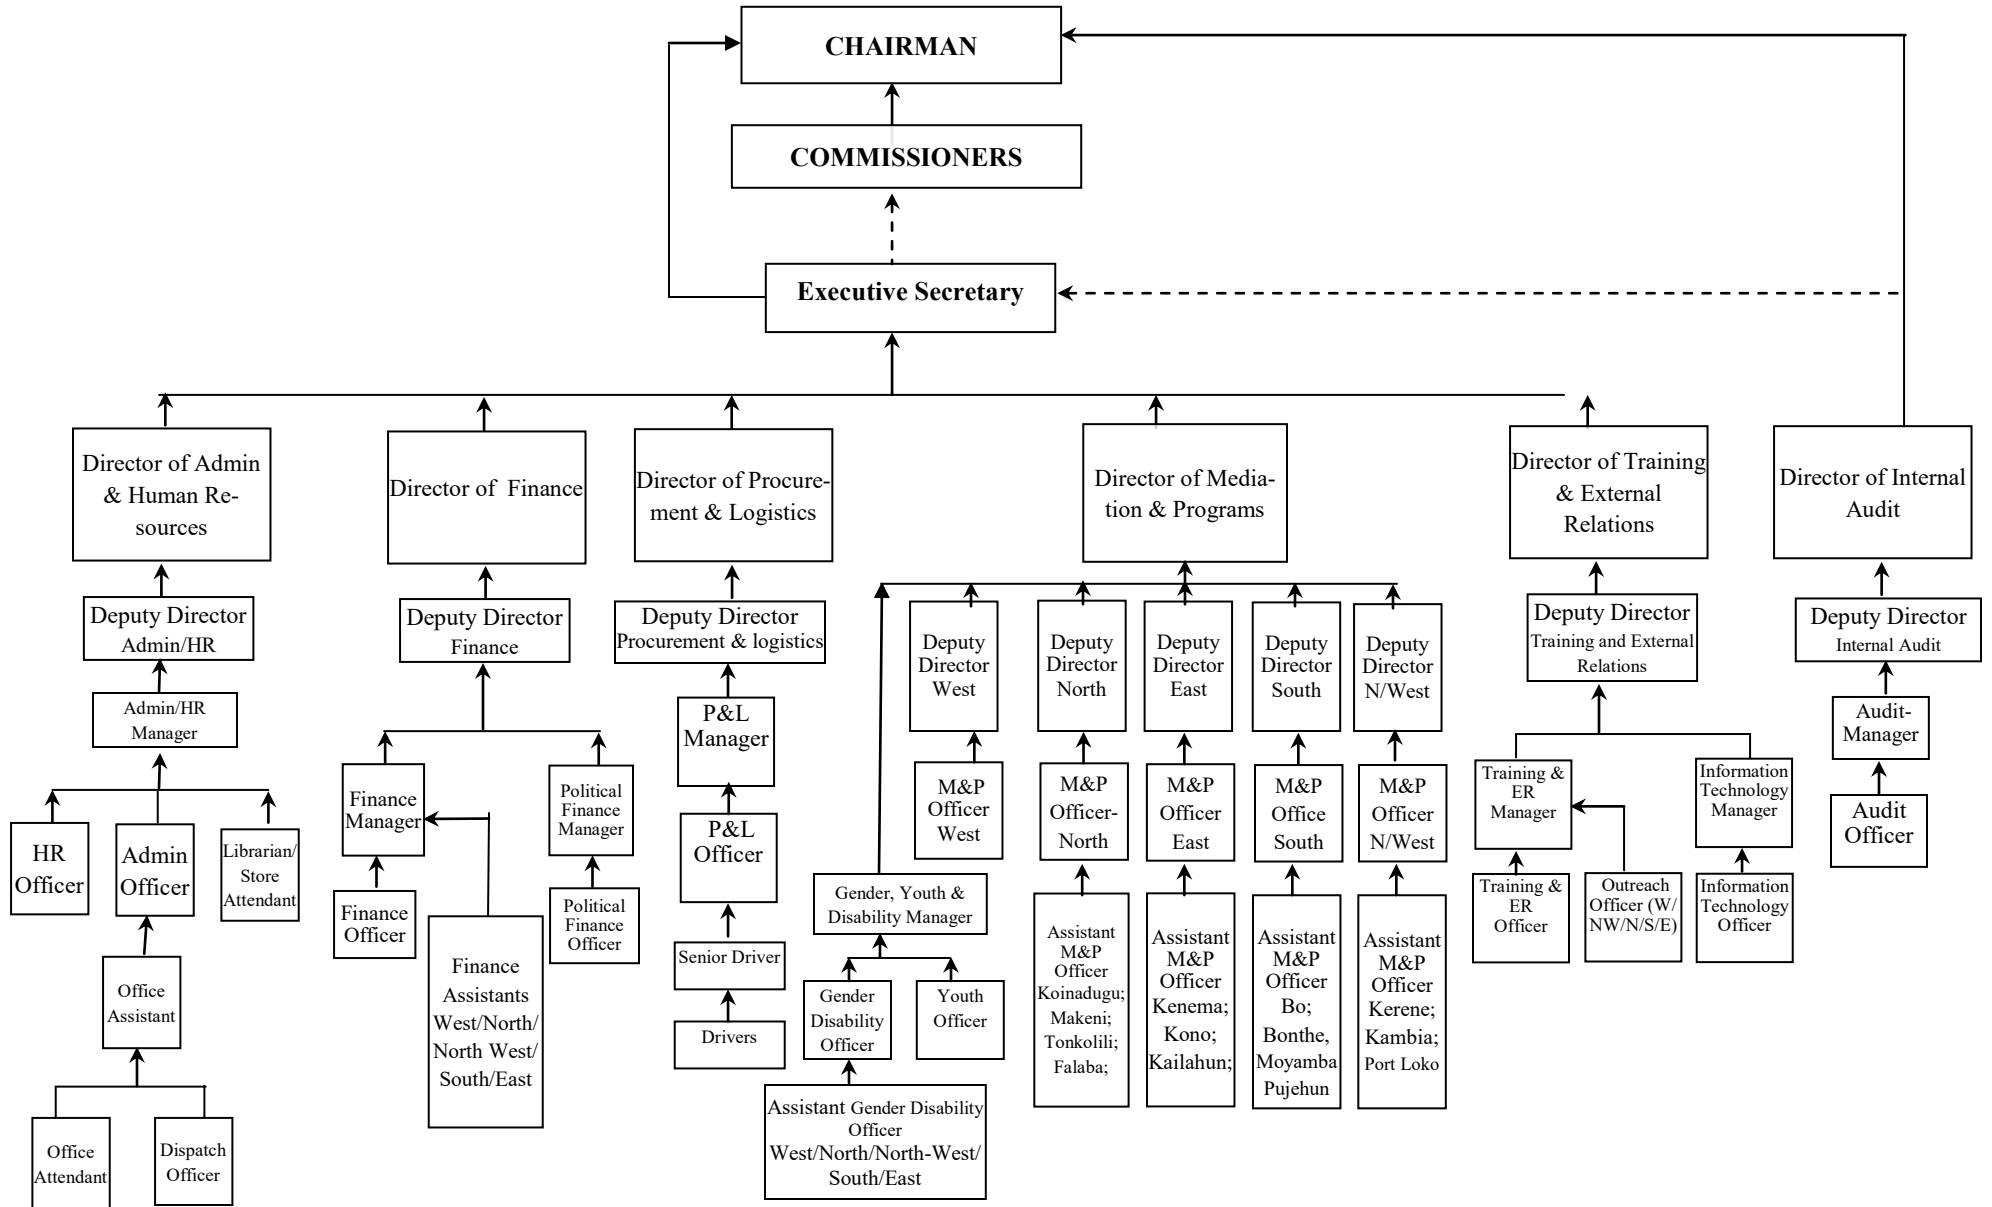 CHAIRMAN
COMMISSIONERS
Executive Secretary
Director of Admin
& Human Re-
sources
Director of Finance
Director of Procure-
ment & Logistics
Director of Media-
tion & Programs
Director of Training
& External
Relations
Director of Internal
Audit
Deputy Director
Admin/HR
Deputy Director
Finance
Deputy Director
Procurement & logistics
Deputy
Director
West
Deputy
Director
North
Deputy
Director
East
Deputy
Director
South
Deputy
Director
N/West
Deputy Director
Training and External
Relations
Deputy Director
Internal Audit
Admin/HR
Manager
P&L
Manager
Audit-
Manager
Finance
Manager
Political
Finance
Manager
M&P
Officer
West
M&P
Officer-
North
M&P
Officer
East
M&P
Office
South
M&P
Officer
N/West
Training &
ER
Manager
Information
Technology
Manager
Audit
Officer
HR
Officer
Admin
Officer
Librarian/
Store
Attendant
P&L
Officer
Finance
Officer
Political
Finance
Officer
Gender, Youth &
Disability Manager
Training &
ER
Officer
Outreach
Officer (W/
NW/N/S/E)
Information
Technology
Officer
Office
Assistant
Finance
Assistants
West/North/
North West/
South/East
Senior Driver
Drivers
Gender
Disability
Officer
Youth
Officer
Assistant
M&P
Officer
Koinadugu;
Makeni;
Tonkolili;
Falaba;
Assistant
M&P
Officer
Kenema;
Kono;
Kailahun;
Assistant
M&P
Officer
Bo;
Bonthe,
Moyamba
Pujehun
Assistant
M&P
Officer
Kerene;
Kambia;
Port Loko
Office
Attendant
Dispatch
Officer
Assistant Gender Disability
Officer
West/North/North-West/
South/East